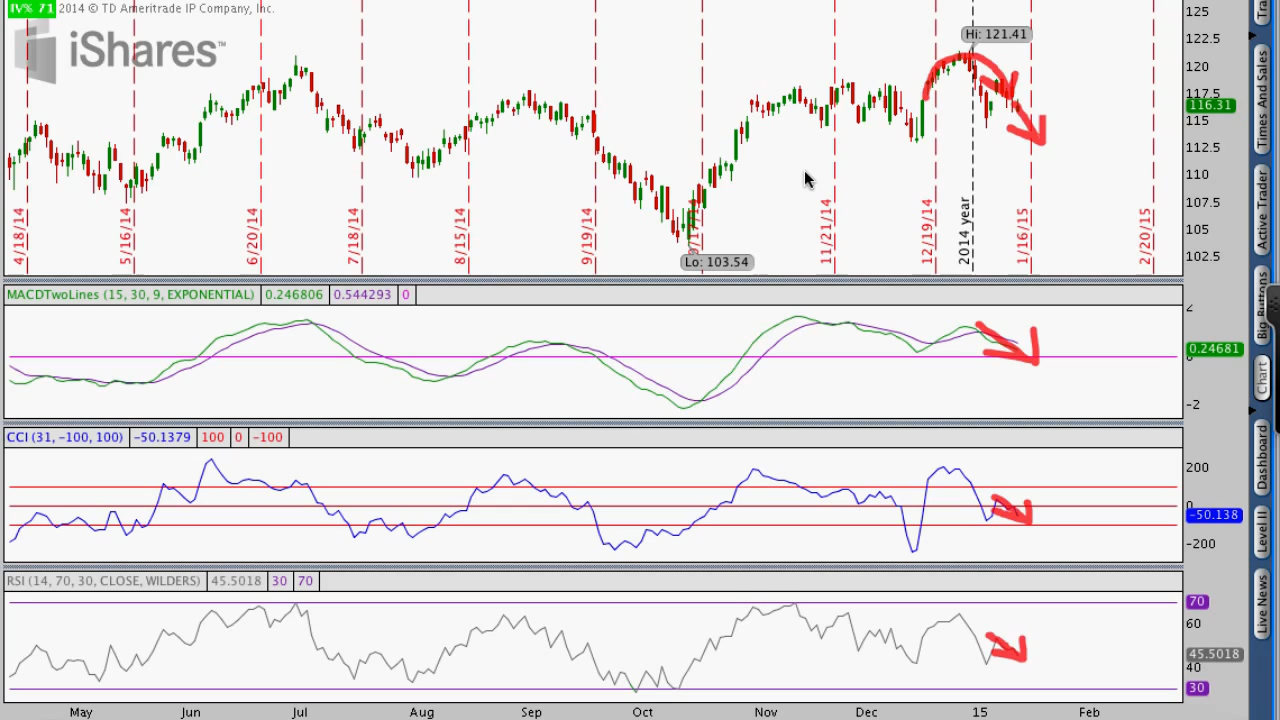 IV% 71 2014 © TD Ameritrade IP Company, Inc.
iShares™
Hi: 121.41
Lo: 103.54
125
122.5
120
117.5
116.31
115
112.5
110
107.5
105
102.5
4/18/14
5/16/14
6/20/14
7/18/14
8/15/14
9/19/14
11/21/14
12/19/14
2014 year
1/16/15
2/20/15
MACDTwoLines (15, 30, 9, EXPONENTIAL) 0.246806 0.544293 0
2
0.24681
0
-2
CCI (31, -100, 100) -50.1379 100 0 -100
200
0
-50.138
-200
RSI (14, 70, 30, CLOSE, WILDERS) 45.5018 30 70
70
60
45.5018
40
30
May Jun Jul Aug Sep Oct Nov Dec 15 Feb
Times And Sales
Active Trader
Big Buttons
Chart
Dashboard
Level II
Live News